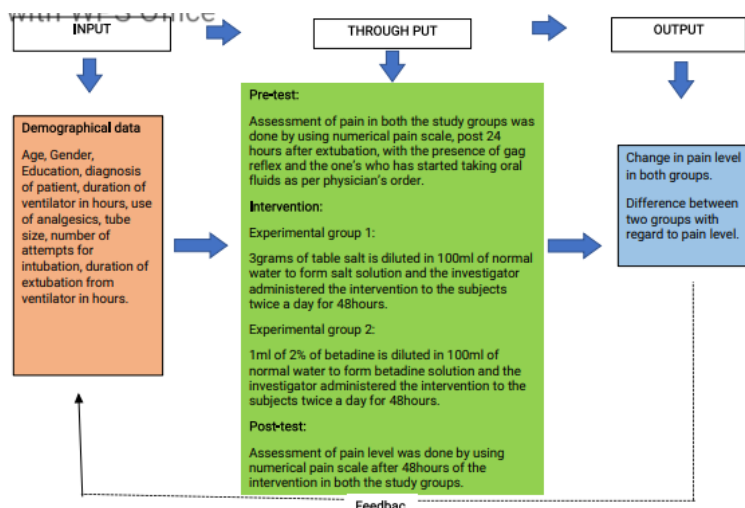 with WPS Office
INPUT
THROUGH PUT
OUTPUT
Demographical data
Age, Gender,
Education, diagnosis
of patient, duration of
ventilator in hours, use
of analgesics, tube
size, number of
attempts for
intubation, duration of
extubation from
ventilator in hours.
Pre-test:
Assessment of pain in both the study groups was
done by using numerical pain scale, post 24
hours after extubation, with the presence of gag
reflex and the one's who has started taking oral
fluids as per physician's order.
Intervention:
Experimental group 1:
3grams of table salt is diluted in 100ml of normal
water to form salt solution and the investigator
administered the intervention to the subjects
twice a day for 48hours.
Experimental group 2:
1ml of 2% of betadine is diluted in 100ml of
normal water to form betadine solution and the
investigator administered the intervention to the
subjects twice a day for 48hours.
Post-test:
Assessment of pain level was done by using
numerical pain scale after 48hours of the
intervention in both the study groups.
Change in pain level
in both groups.
Difference between
two groups with
regard to pain level.
Feedbac